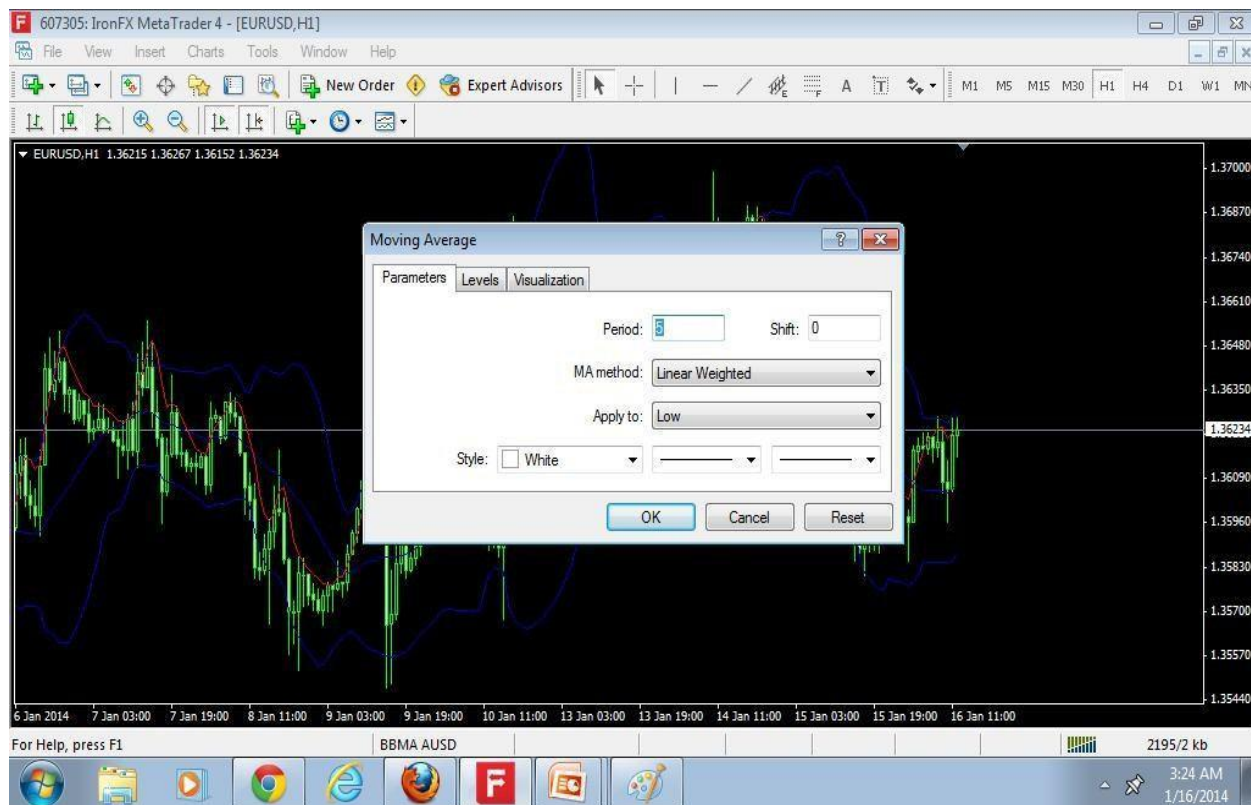 607305: IronFX MetaTrader 4 - [EURUSD,H1]
File View Insert Charts Tools Window Help
New Order Expert Advisors E F A T M1 M5 M15 M30 H1 H4 D1 W1 MN
EURUSD,H1 1.36215 1.36267 1.36152 1.36234
1.37000
1.36870
1.36740
1.36610
1.36480
1.36350
1.36234
1.36090
1.35960
1.35830
1.35700
1.35570
1.35440
Moving Average
Parameters Levels Visualization
Period: 5 Shift: 0
MA method: Linear Weighted
Apply to: Low
Style: White
OK Cancel Reset
6 Jan 2014 7 Jan 03:00 7 Jan 19:00 8 Jan 11:00 9 Jan 03:00 9 Jan 19:00 10 Jan 11:00 13 Jan 03:00 13 Jan 19:00 14 Jan 11:00 15 Jan 03:00 15 Jan 19:00 16 Jan 11:00
For Help, press F1 BBMA AUSD 2195/2 kb
3:24 AM
1/16/2014